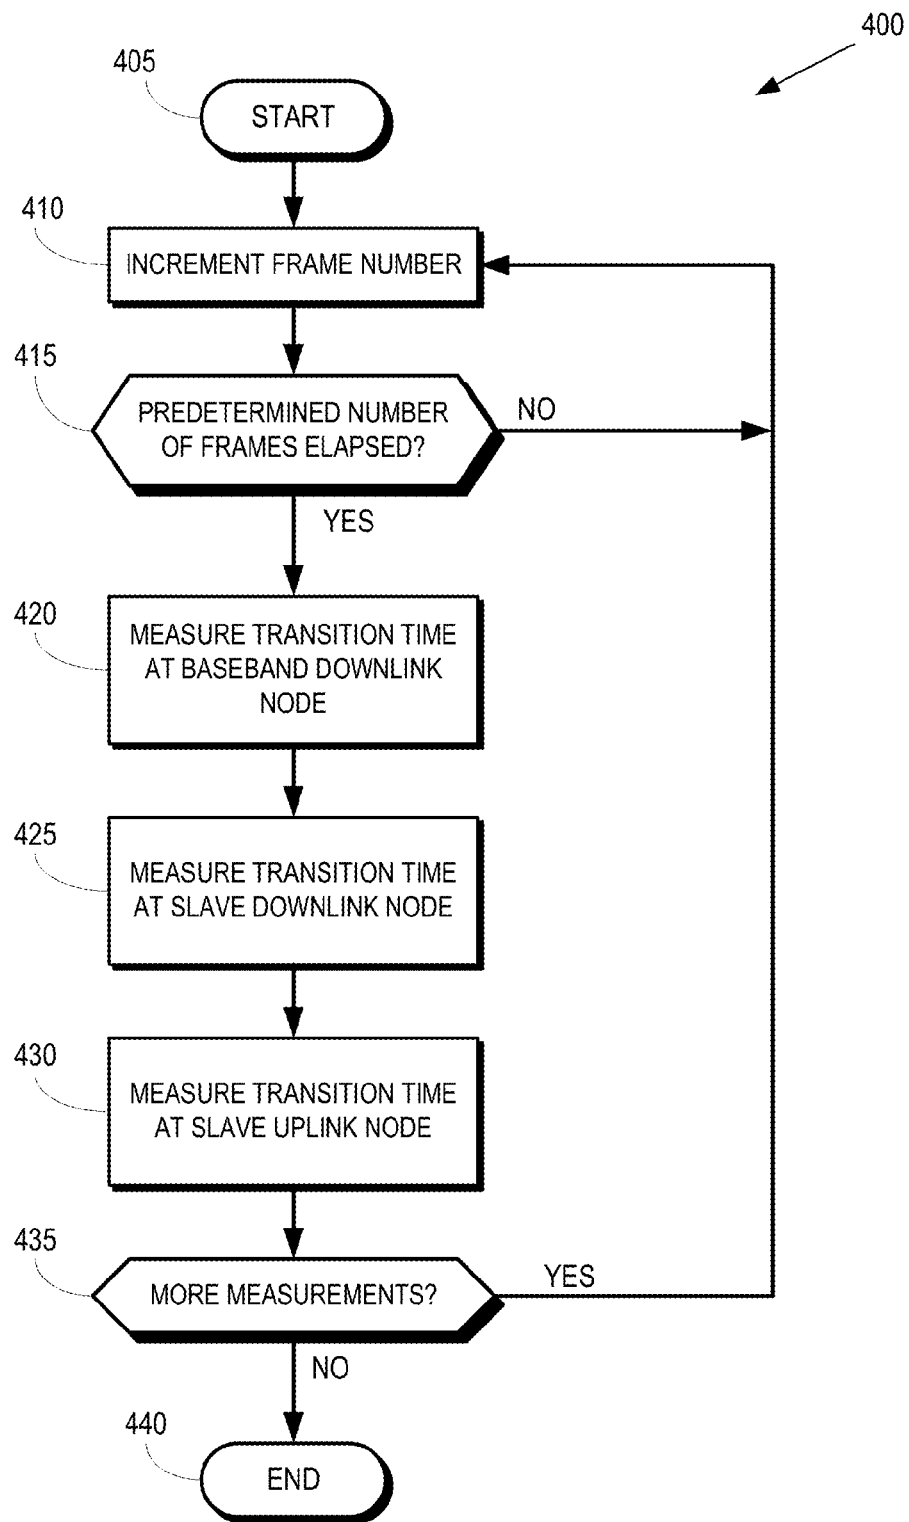 400
405
START
410
INCREMENT FRAME NUMBER
415
PREDETERMINED NUMBER
OF FRAMES ELAPSED?
NO
YES
420
MEASURE TRANSITION TIME
AT BASEBAND DOWNLINK
NODE
425
MEASURE TRANSITION TIME
AT SLAVE DOWNLINK NODE
430
MEASURE TRANSITION TIME
AT SLAVE UPLINK NODE
435
MORE MEASUREMENTS?
YES
NO
440
END